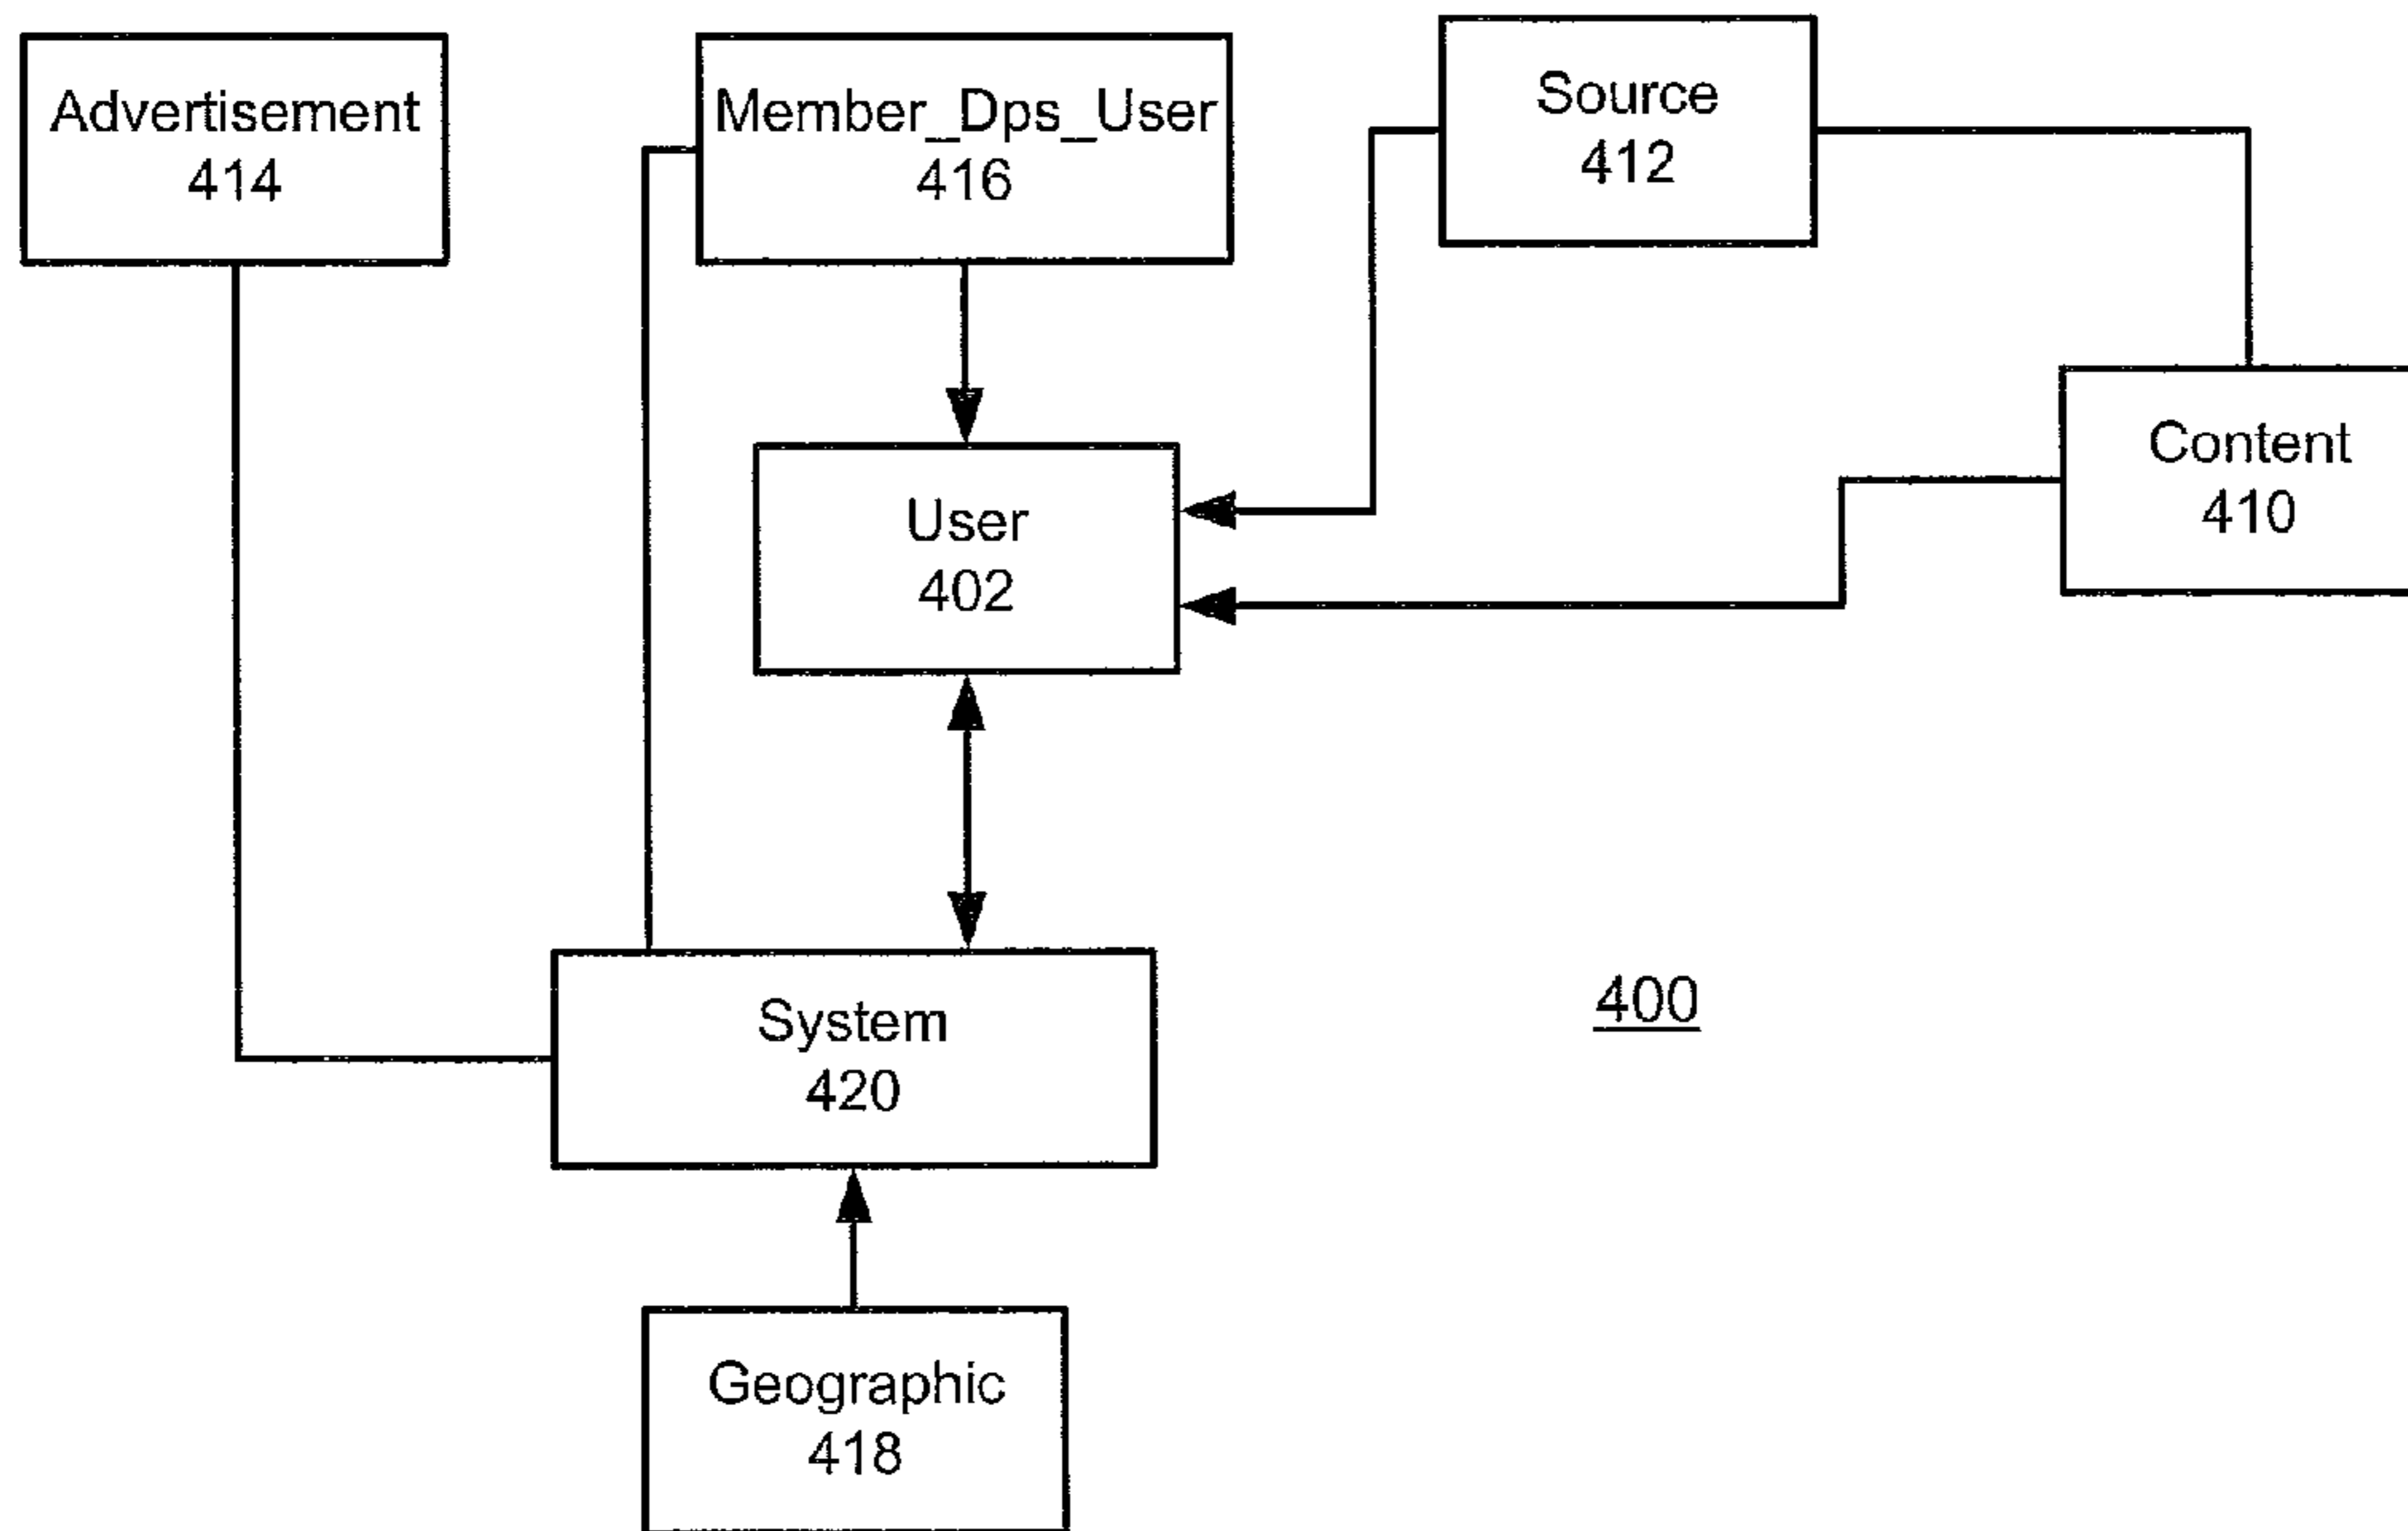 Advertisement
414
Member_Dps_User
416
Source
412
Content
410
User
402
System
420
400
Geographic
418